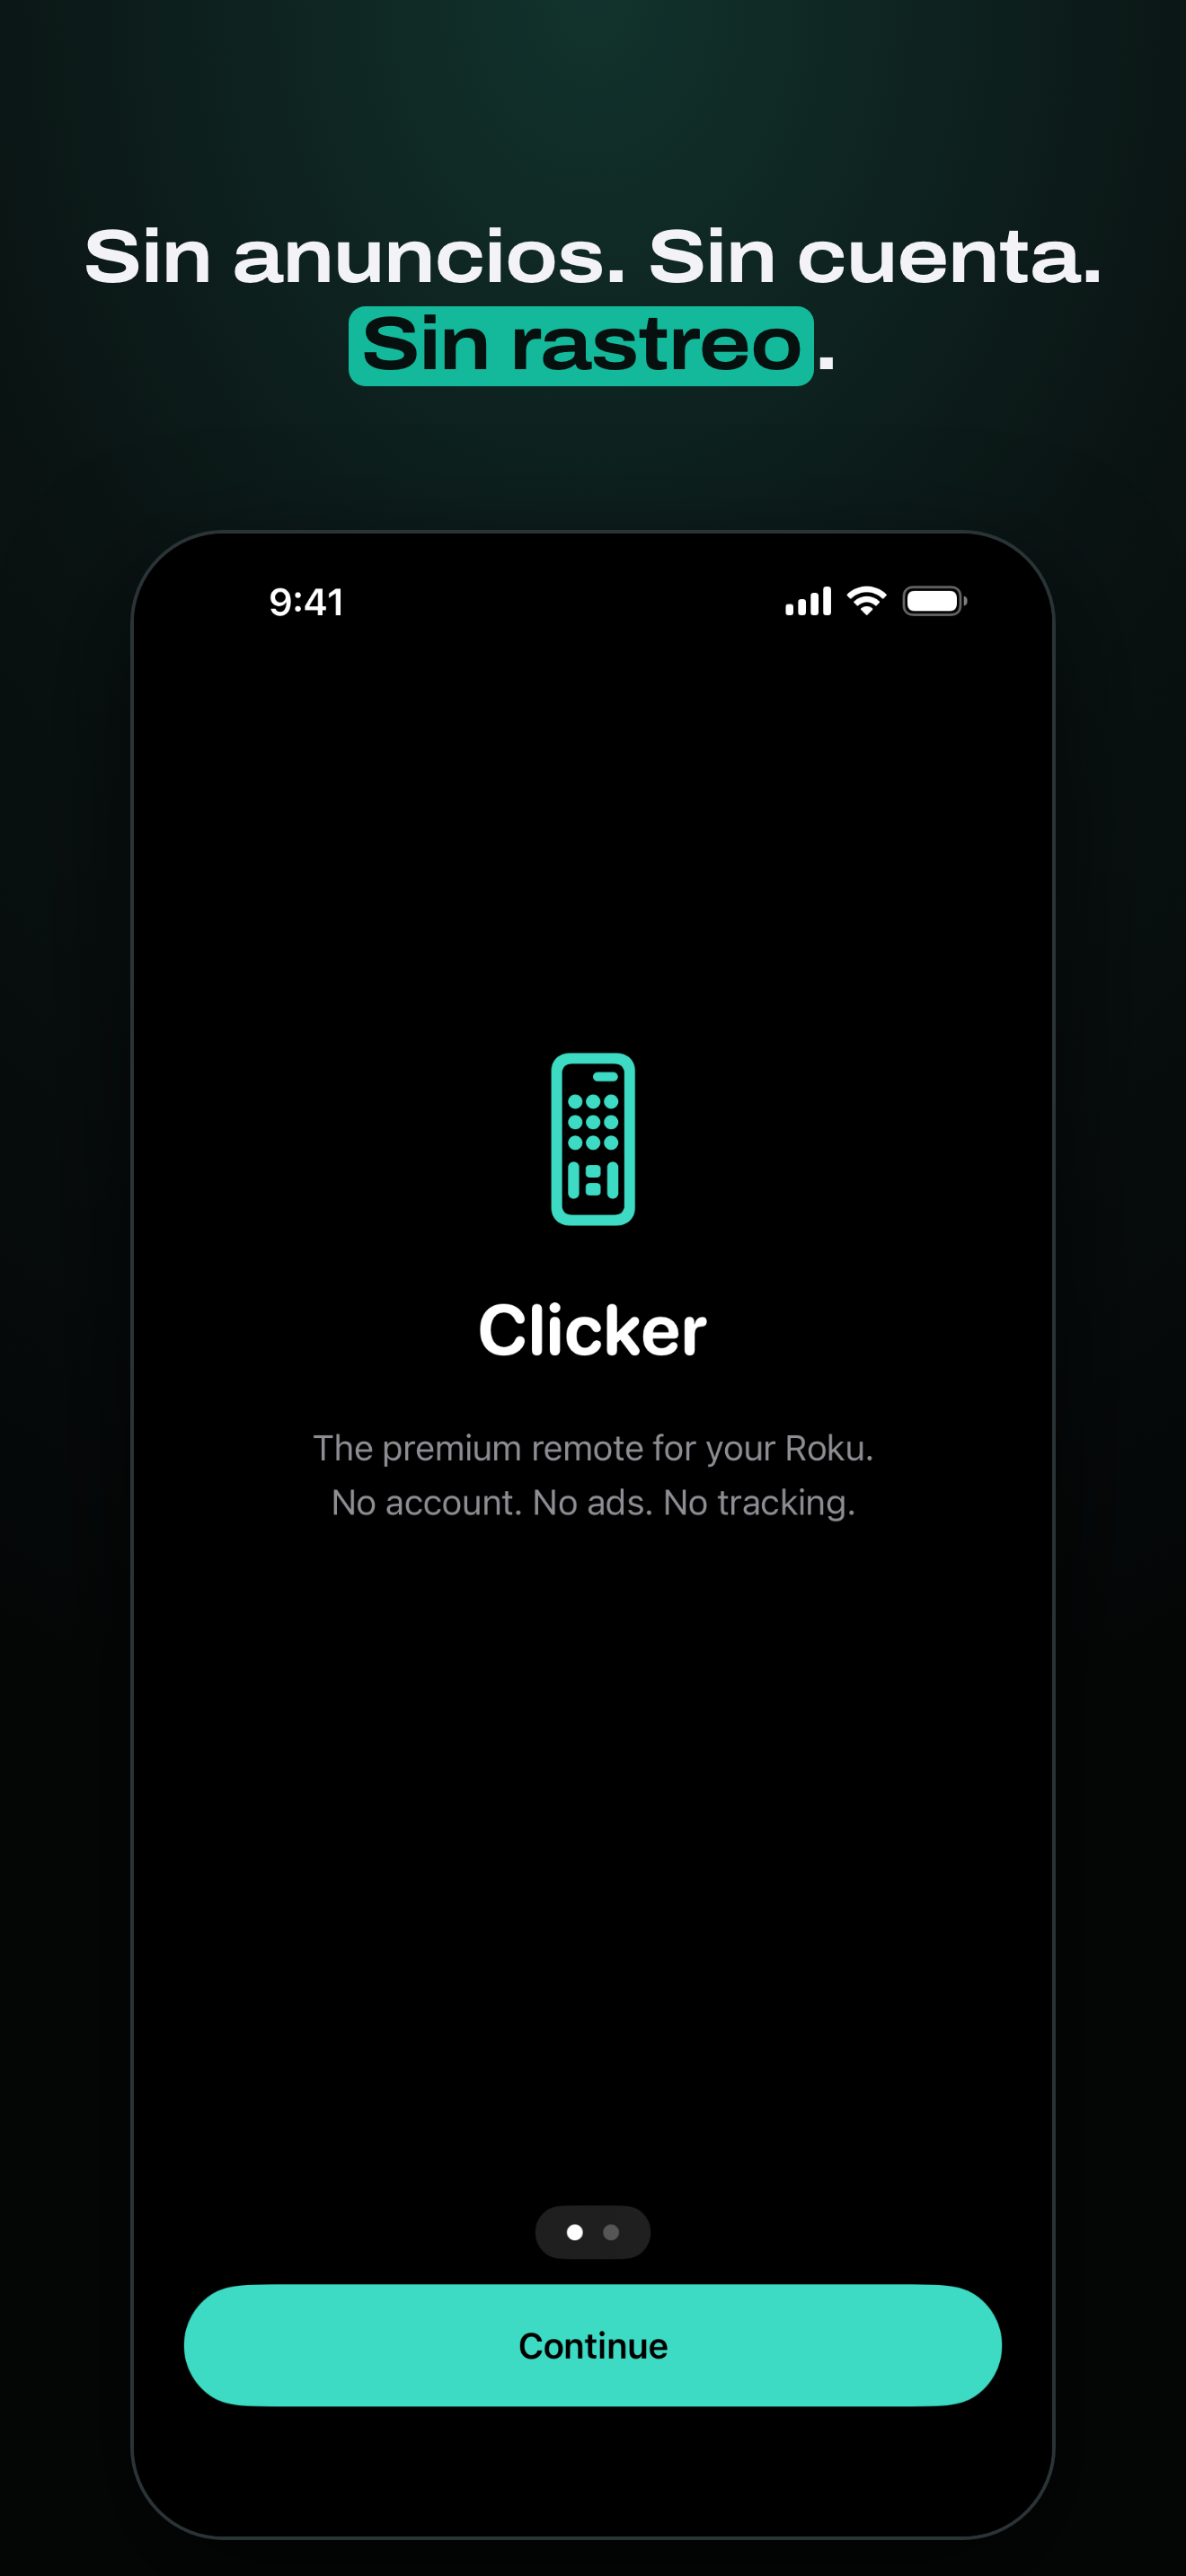 Sin anuncios. Sin cuenta.
Sin rastreo.
9:41
Clicker
The premium remote for your Roku.
No account. No ads. No tracking.
Continue